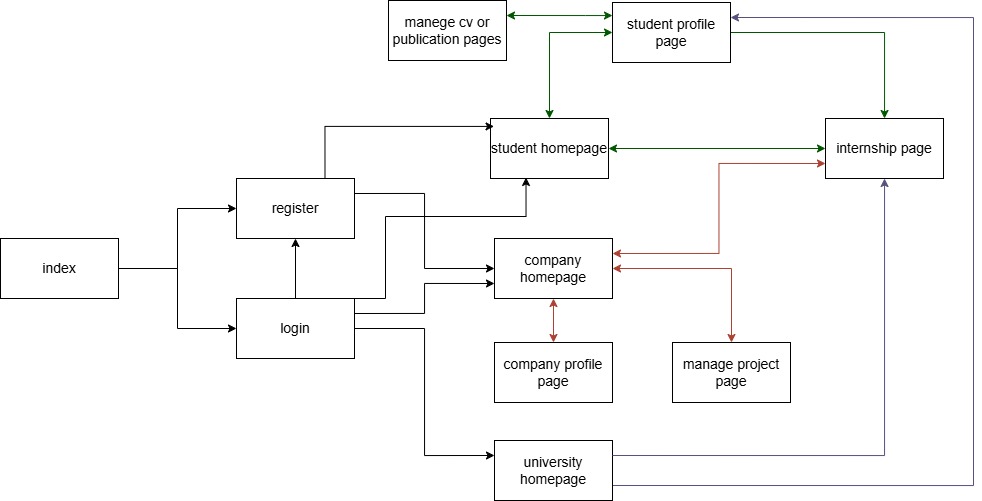 manege cv or
publication pages
student profile
page
student homepage
internship page
register
index
company
homepage
login
company profile
page
manage project
page
university
homepage